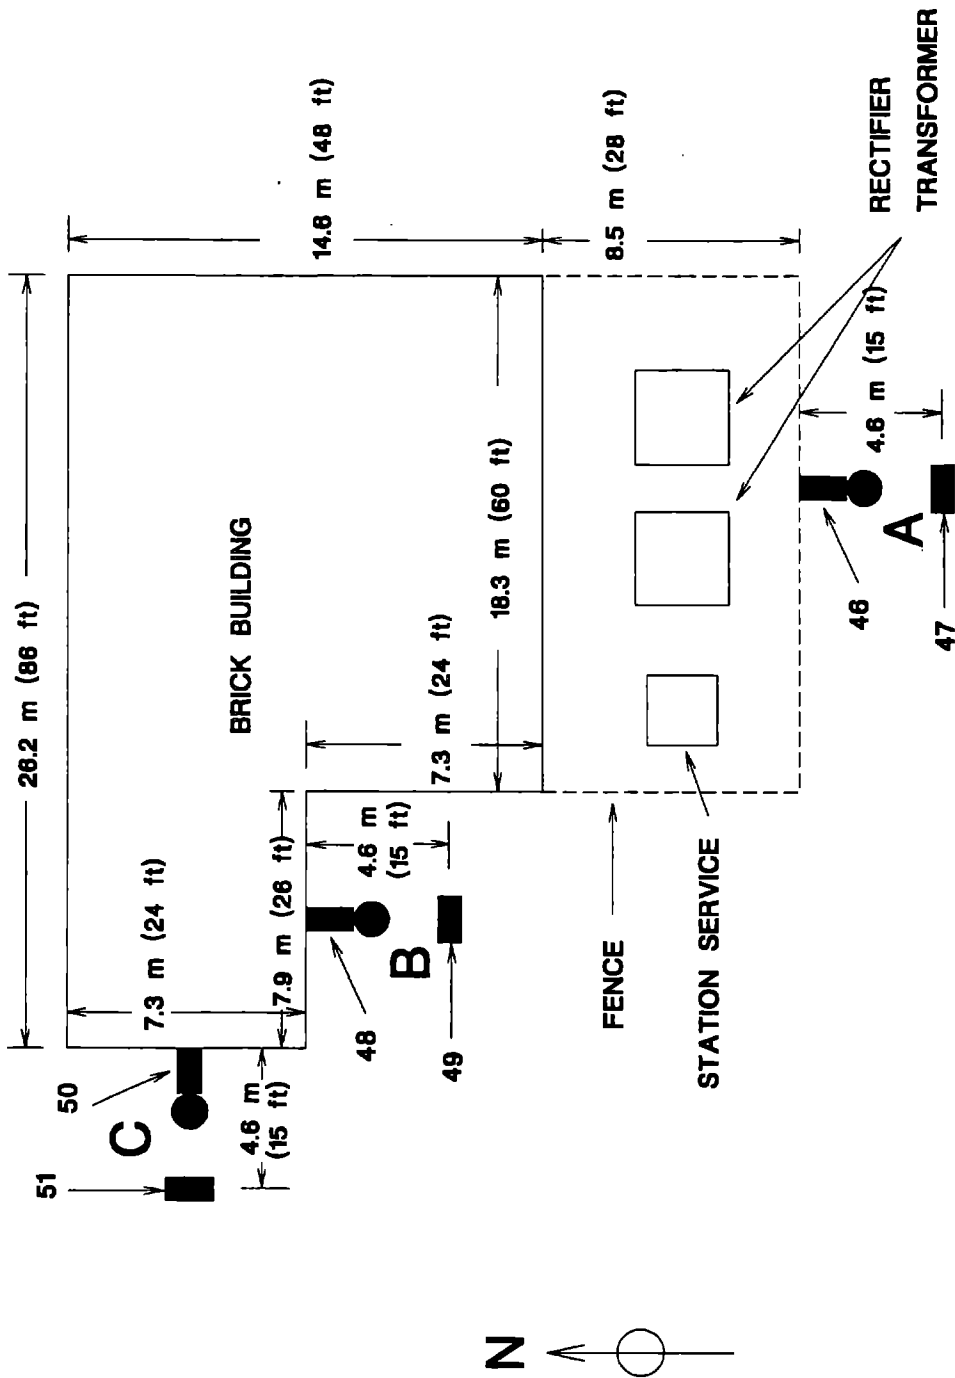 26.2 m (86 ft)
51
50
C
7.3 m (24 ft)
BRICK BUILDING
4.6 m
(15 ft)
7.9 m (26 ft)
14.6 m (48 ft)
48
4.6 m
(15 ft)
B
7.3 m (24 ft)
49
N
18.3 m (60 ft)
FENCE
8.5 m (28 ft)
STATION SERVICE
46
4.6 m (15 ft)
A
47
RECTIFIER
TRANSFORMER